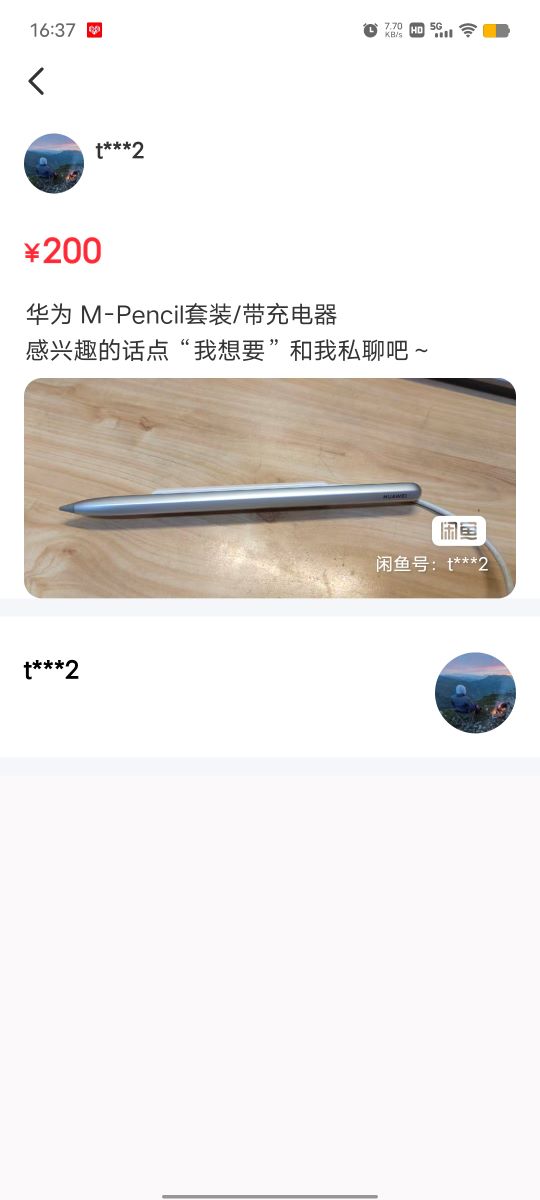 16:37
7.70
KB/s
HD
5G
t***2
¥200
华为 M-Pencil套装/带充电器
感兴趣的话点“我想要”和我私聊吧~
HUAWEI
闲鱼
闲鱼号：t***2
t***2